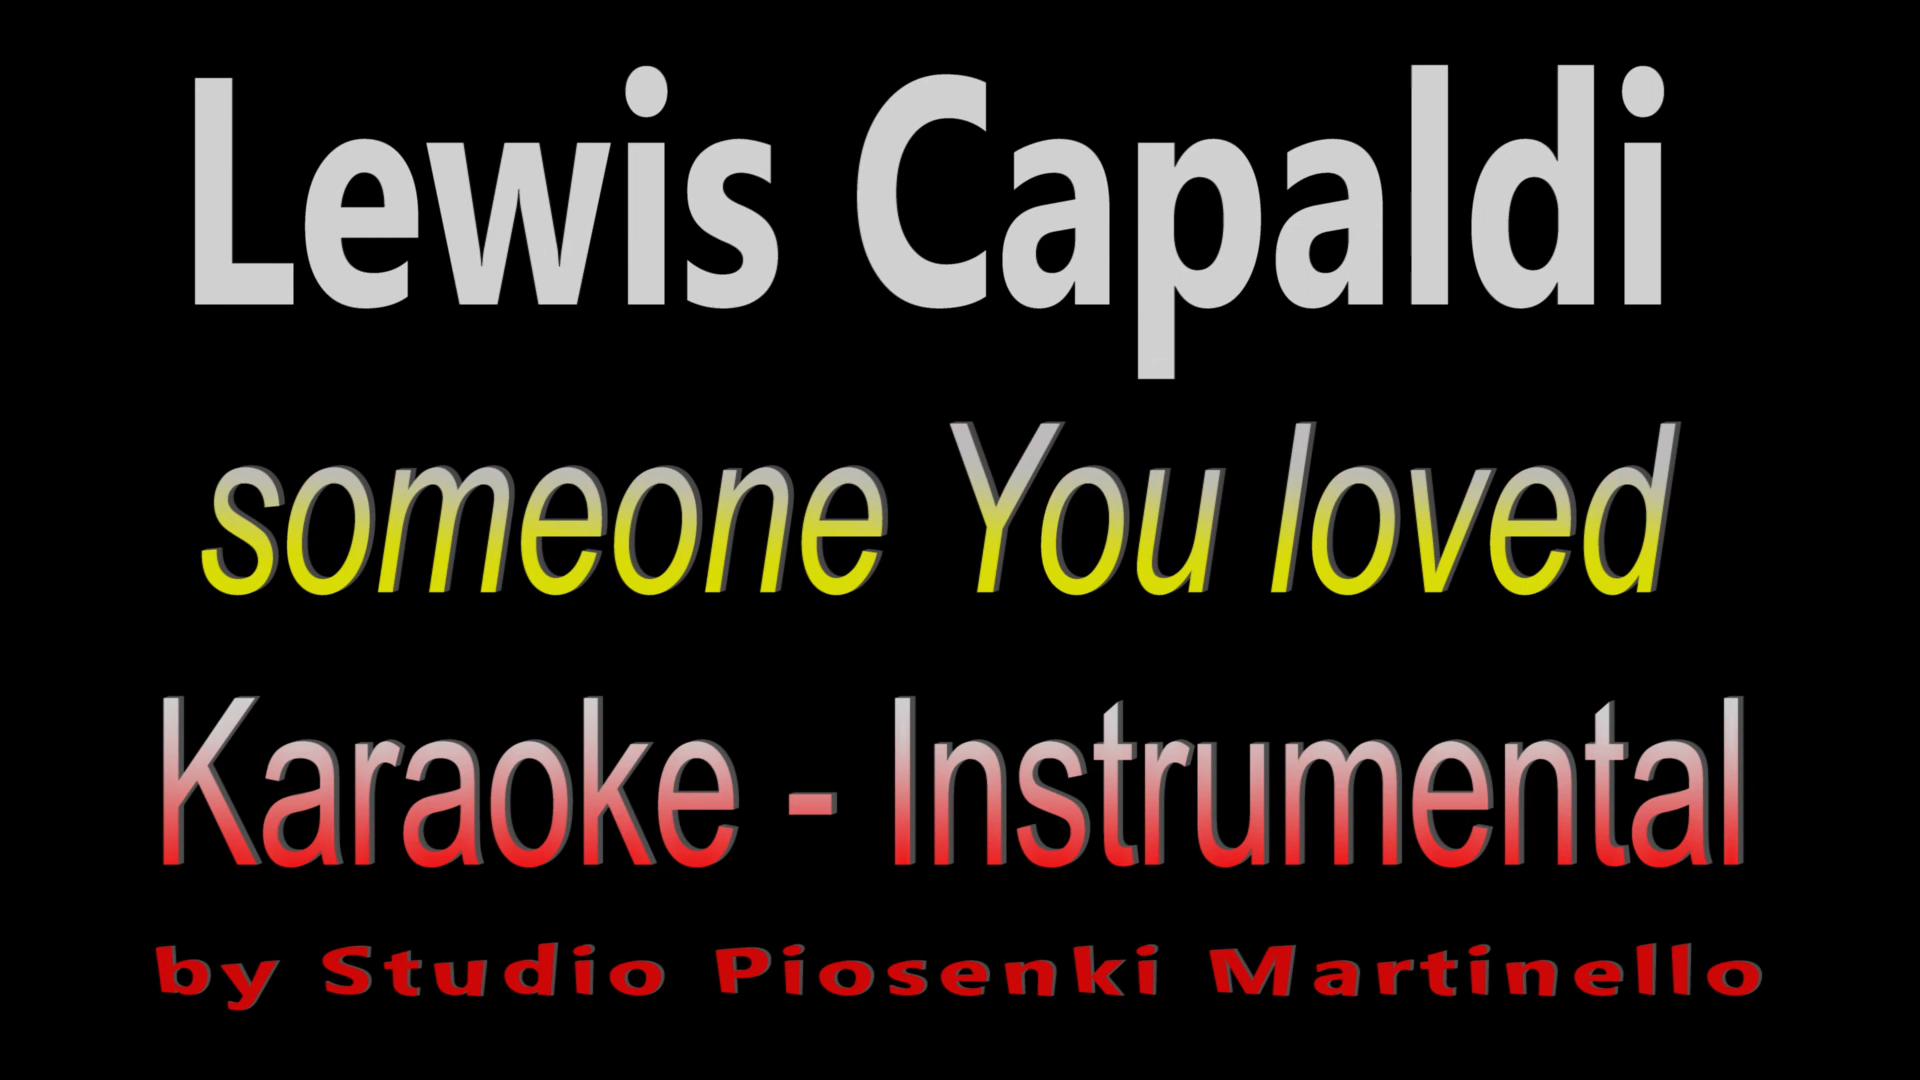 Lewis Capaldi
someone You loved
Karaoke - Instrumental
by Studio Piosenki Martinello